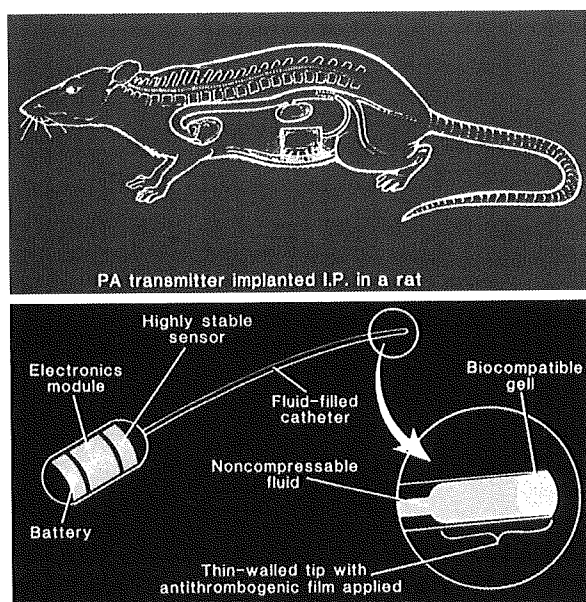 PA transmitter implanted I.P. in a rat
Highly stable
sensor
Electronics
module
Fluid-filled
catheter
Battery
Biocompatible
gell
Noncompressable
fluid
Thin-walled tip with
antithrombogenic film applied